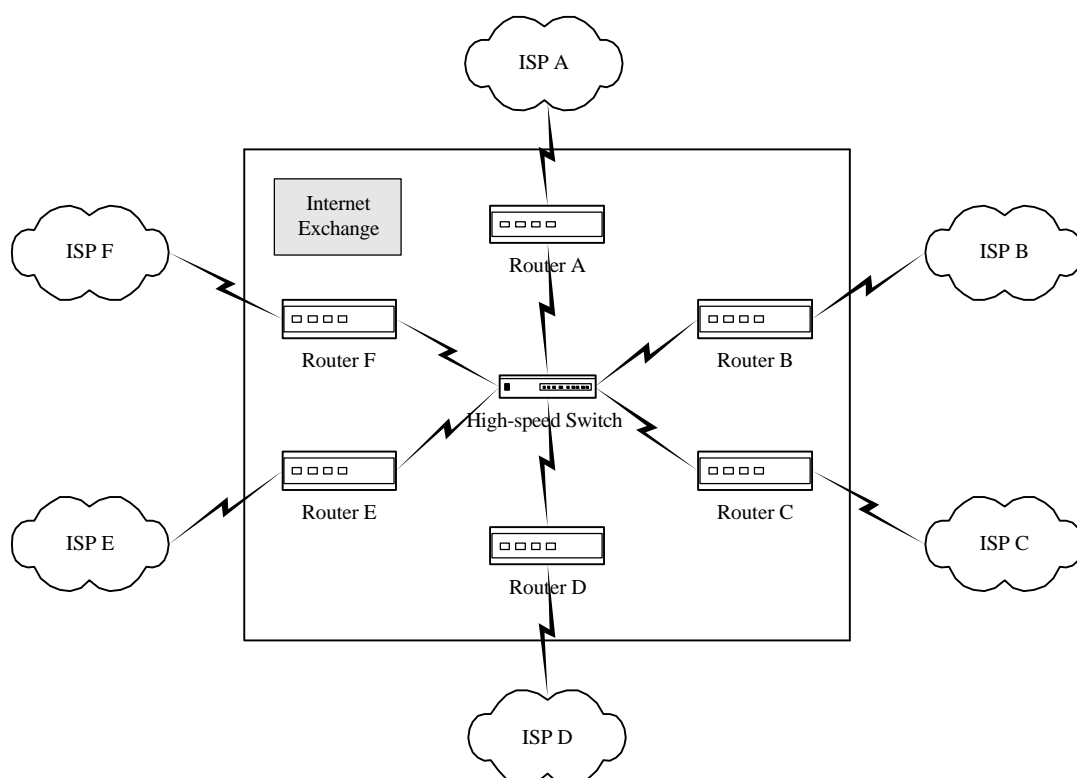 ISP A
Internet
Exchange
ISP F
ISP B
Router A
Router F
Router B
High-speed Switch
Router E
Router C
ISP E
ISP C
Router D
ISP D